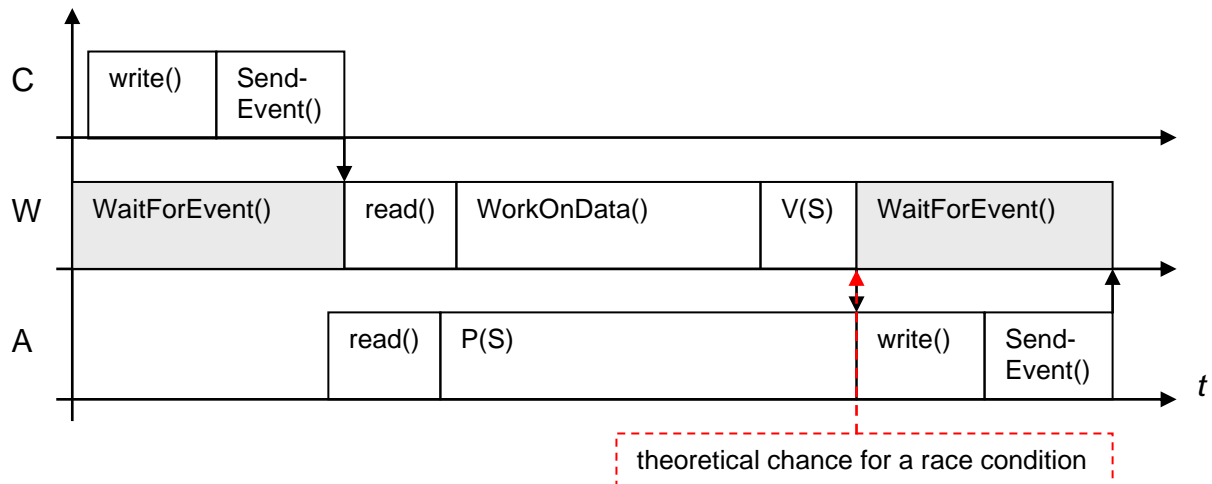 C
write()
Send-
Event()
W
WaitForEvent()
read()
WorkOnData()
V(S)
WaitForEvent()
A
read()
P(S)
write()
Send-
Event()
t
theoretical chance for a race condition